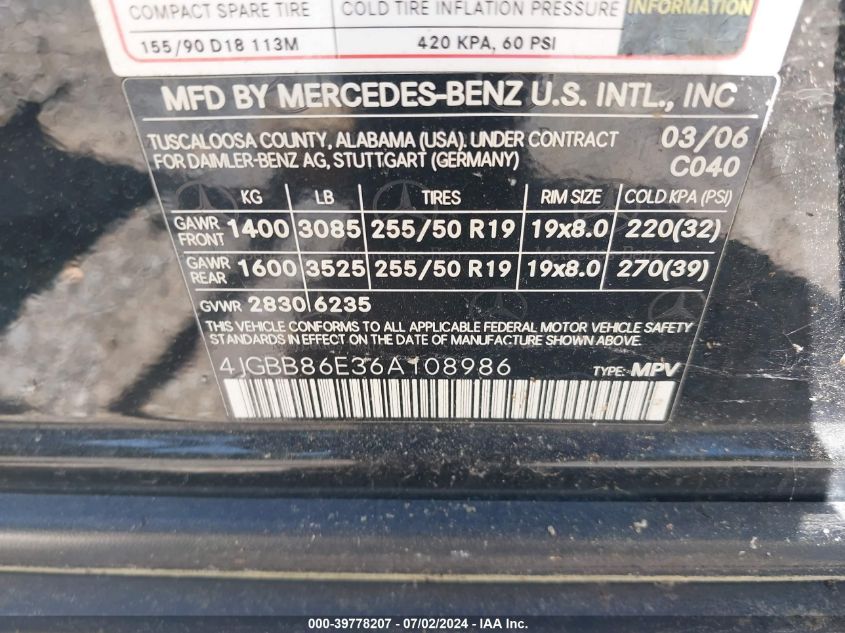 COMPACT SPARE TIRE COLD TIRE INFLATION PRESSURE INFORMATION
155/90 D18 113M 420 KPA, 60 PSI
MFD BY MERCEDES-BENZ U.S. INTL., INC
TUSCALOOSA COUNTY, ALABAMA (USA). UNDER CONTRACT 03/06
FOR DAIMLER-BENZ AG, STUTTGART (GERMANY) C040
KG LB TIRES RIM SIZE COLD KPA (PSI)
GAWR FRONT 1400 3085 255/50 R19 19x8.0 220(32)
GAWR REAR 1600 3525 255/50 R19 19x8.0 270(39)
GVWR 2830 6235
THIS VEHICLE CONFORMS TO ALL APPLICABLE FEDERAL MOTOR VEHICLE SAFETY
STANDARDS IN EFFECT ON THE DATE OF MANUFACTURE SHOWN ABOVE.
4JGBB86E36A108986 TYPE: MPV
000-39778207 - 07/02/2024 - IAA Inc.